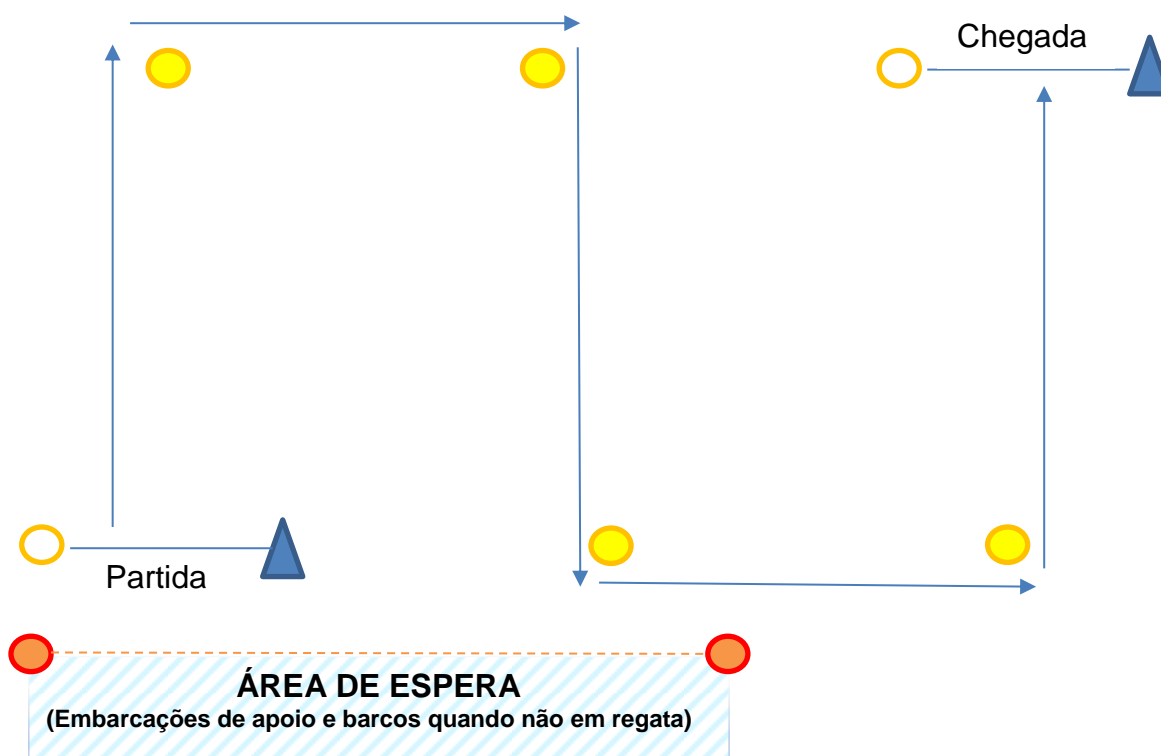 Chegada
Partida
ÁREA DE ESPERA
(Embarcações de apoio e barcos quando não em regata)